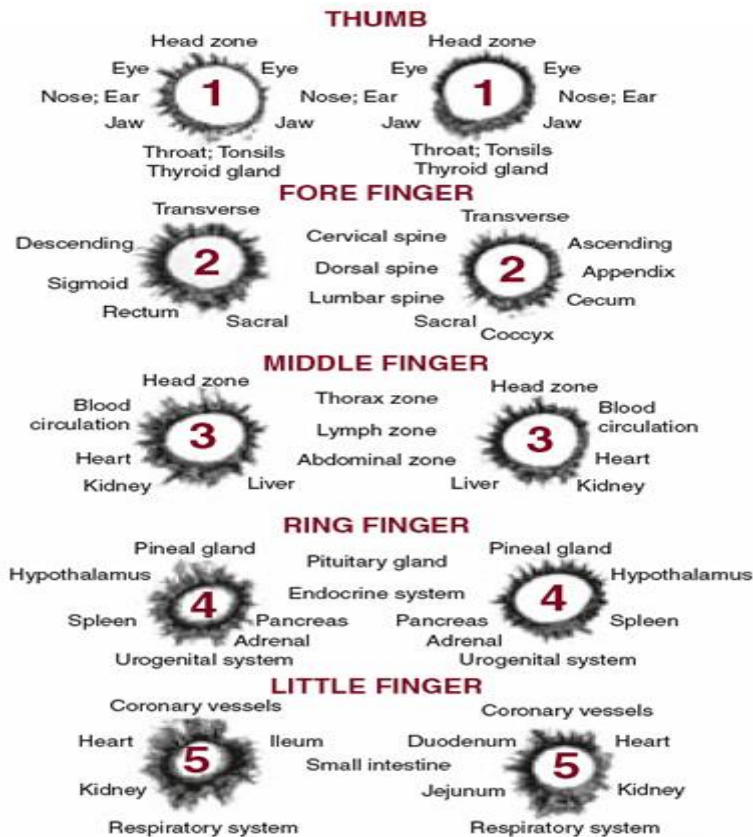 THUMB
Head zone Head zone
Eye Eye Eye Eye
1 1
Nose; Ear Nose; Ear Nose; Ear
Jaw Jaw Jaw Jaw
Throat; Tonsils Throat; Tonsils
Thyroid gland Thyroid gland
FORE FINGER
Transverse Transverse
Descending Cervical spine Ascending
2 Dorsal spine 2 Appendix
Sigmoid Lumbar spine Cecum
Rectum Sacral Sacral
Coccyx
MIDDLE FINGER
Head zone Head zone
Blood Thorax zone Blood
circulation circulation
3 Lymph zone 3
Heart Abdominal zone Heart
Kidney Liver Liver Kidney
RING FINGER
Pineal gland Pituitary gland Pineal gland
Hypothalamus Hypothalamus
4 Endocrine system 4
Spleen Pancreas Pancreas Spleen
Adrenal Adrenal
Urogenital system Urogenital system
LITTLE FINGER
Coronary vessels Coronary vessels
Heart Ileum Duodenum Heart
5 Small intestine 5
Kidney Jejunum Kidney
Respiratory system Respiratory system